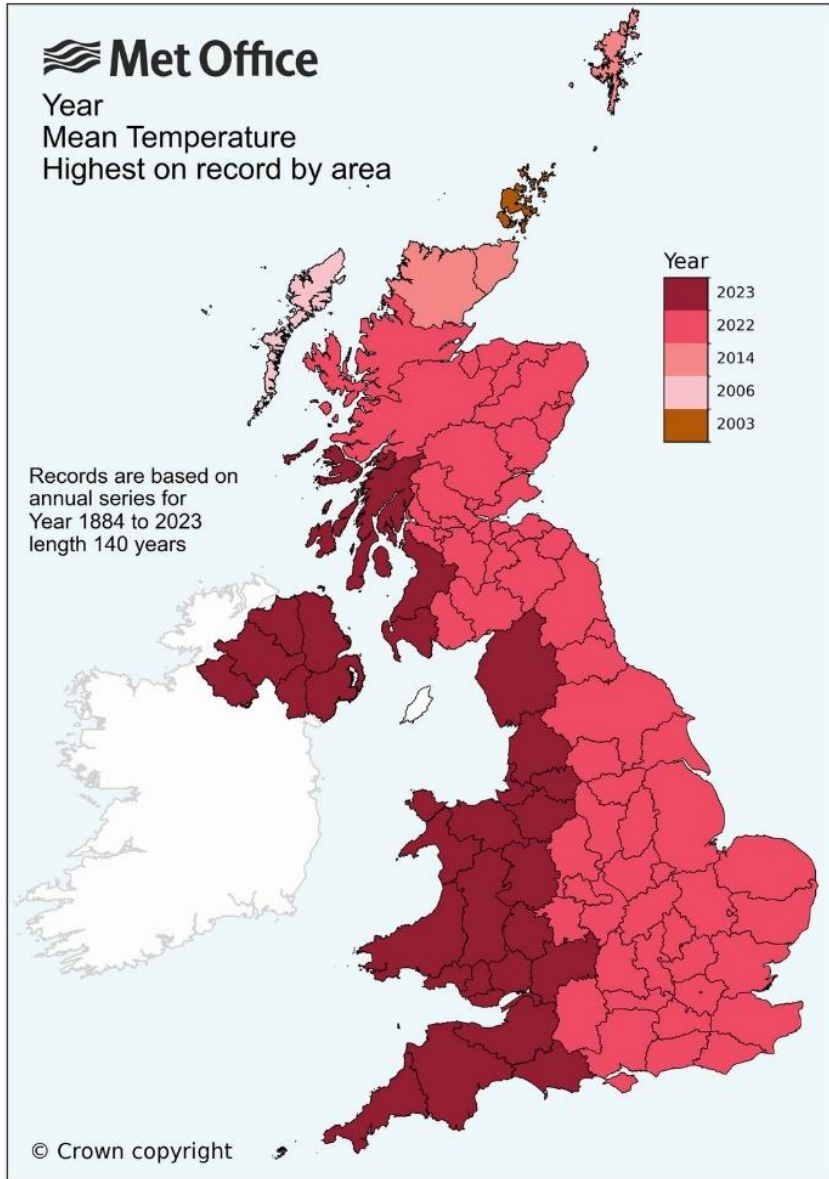 Met Office
Year
Mean Temperature
Highest on record by area
Year
2023
2022
2014
2006
2003
Records are based on
annual series for
Year 1884 to 2023
length 140 years
© Crown copyright